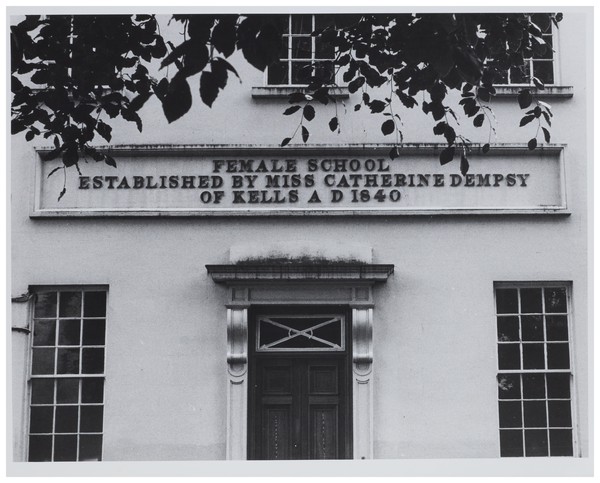 FEMALE SCHOOL
ESTABLISHED BY MISS CATHERINE DEMPSY
OF KELLS A D 1840